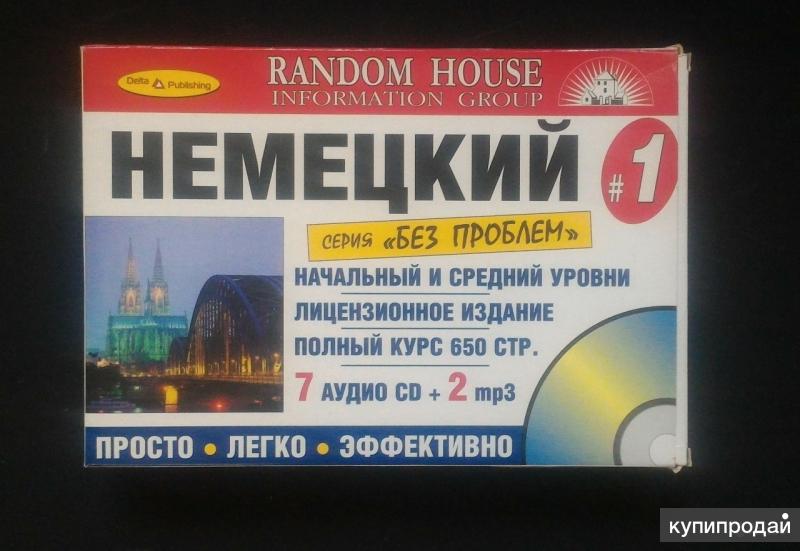 Delta Publishing
RANDOM HOUSE
INFORMATION GROUP
НЕМЕЦКИЙ
#1
СЕРИЯ «БЕЗ ПРОБЛЕМ»
НАЧАЛЬНЫЙ И СРЕДНИЙ УРОВНИ
ЛИЦЕНЗИОННОЕ ИЗДАНИЕ
ПОЛНЫЙ КУРС 650 СТР.
7 АУДИО CD + 2 mp3
ПРОСТО • ЛЕГКО • ЭФФЕКТИВНО
купипродай